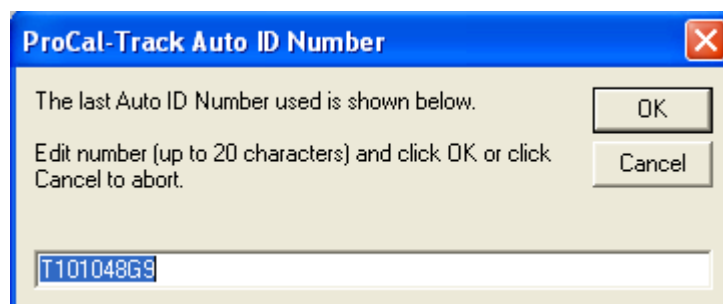 ProCal-Track Auto ID Number
The last Auto ID Number used is shown below.
OK
Edit number (up to 20 characters) and click OK or click
Cancel to abort.
Cancel
T101048G9